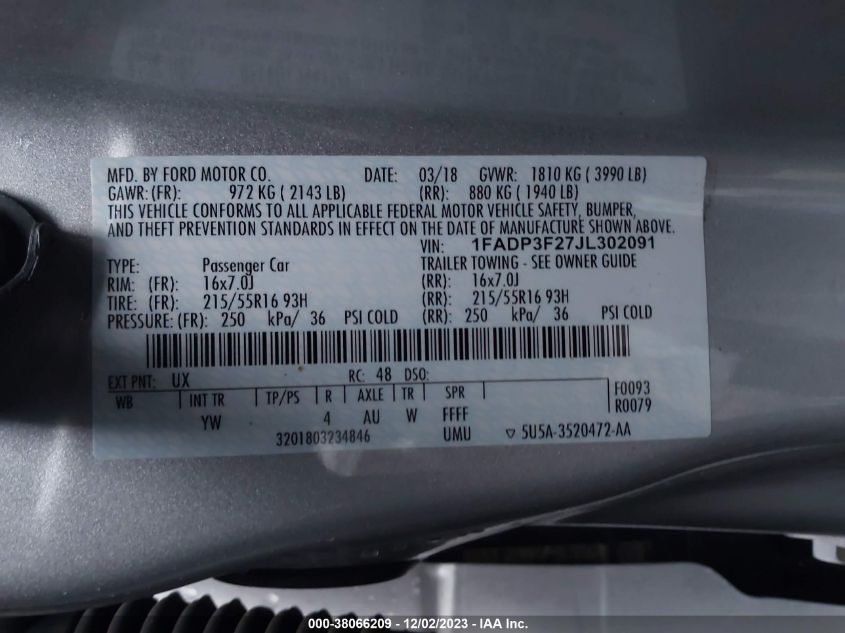 MFD. BY FORD MOTOR CO. DATE: 03/18 GVWR: 1810 KG ( 3990 LB)
GAWR: (FR): 972 KG ( 2143 LB) (RR): 880 KG ( 1940 LB)
THIS VEHICLE CONFORMS TO ALL APPLICABLE FEDERAL MOTOR VEHICLE SAFETY, BUMPER,
AND THEFT PREVENTION STANDARDS IN EFFECT ON THE DATE OF MANUFACTURE SHOWN ABOVE.
VIN: 1FADP3F27JL302091
TYPE: Passenger Car TRAILER TOWING - SEE OWNER GUIDE
RIM: (FR): 16x7.0J (RR): 16x7.0J
TIRE: (FR): 215/55R16 93H (RR): 215/55R16 93H
PRESSURE: (FR): 250 kPa/ 36 PSI COLD (RR): 250 kPa/ 36 PSI COLD
EXT PNT: UX RC: 48 DSO:
WB INT TR TP/PS R AXLE TR SPR F0093
YW 4 AU W FFFF R0079
3201803234846 UMU ▽ 5U5A-3520472-AA
000-38066209 - 12/02/2023 - IAA Inc.